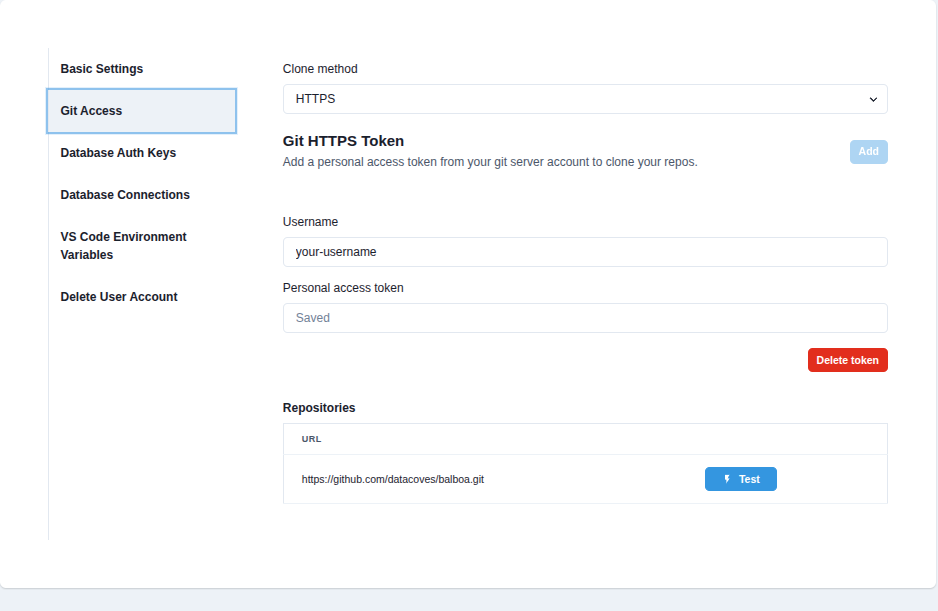 Basic Settings
Git Access
Database Auth Keys
Database Connections
VS Code Environment
Variables
Delete User Account
Clone method
HTTPS
Git HTTPS Token
Add a personal access token from your git server account to clone your repos.
Add
Username
your-username
Personal access token
Saved
Delete token
Repositories
URL
https://github.com/datacoves/balboa.git
Test